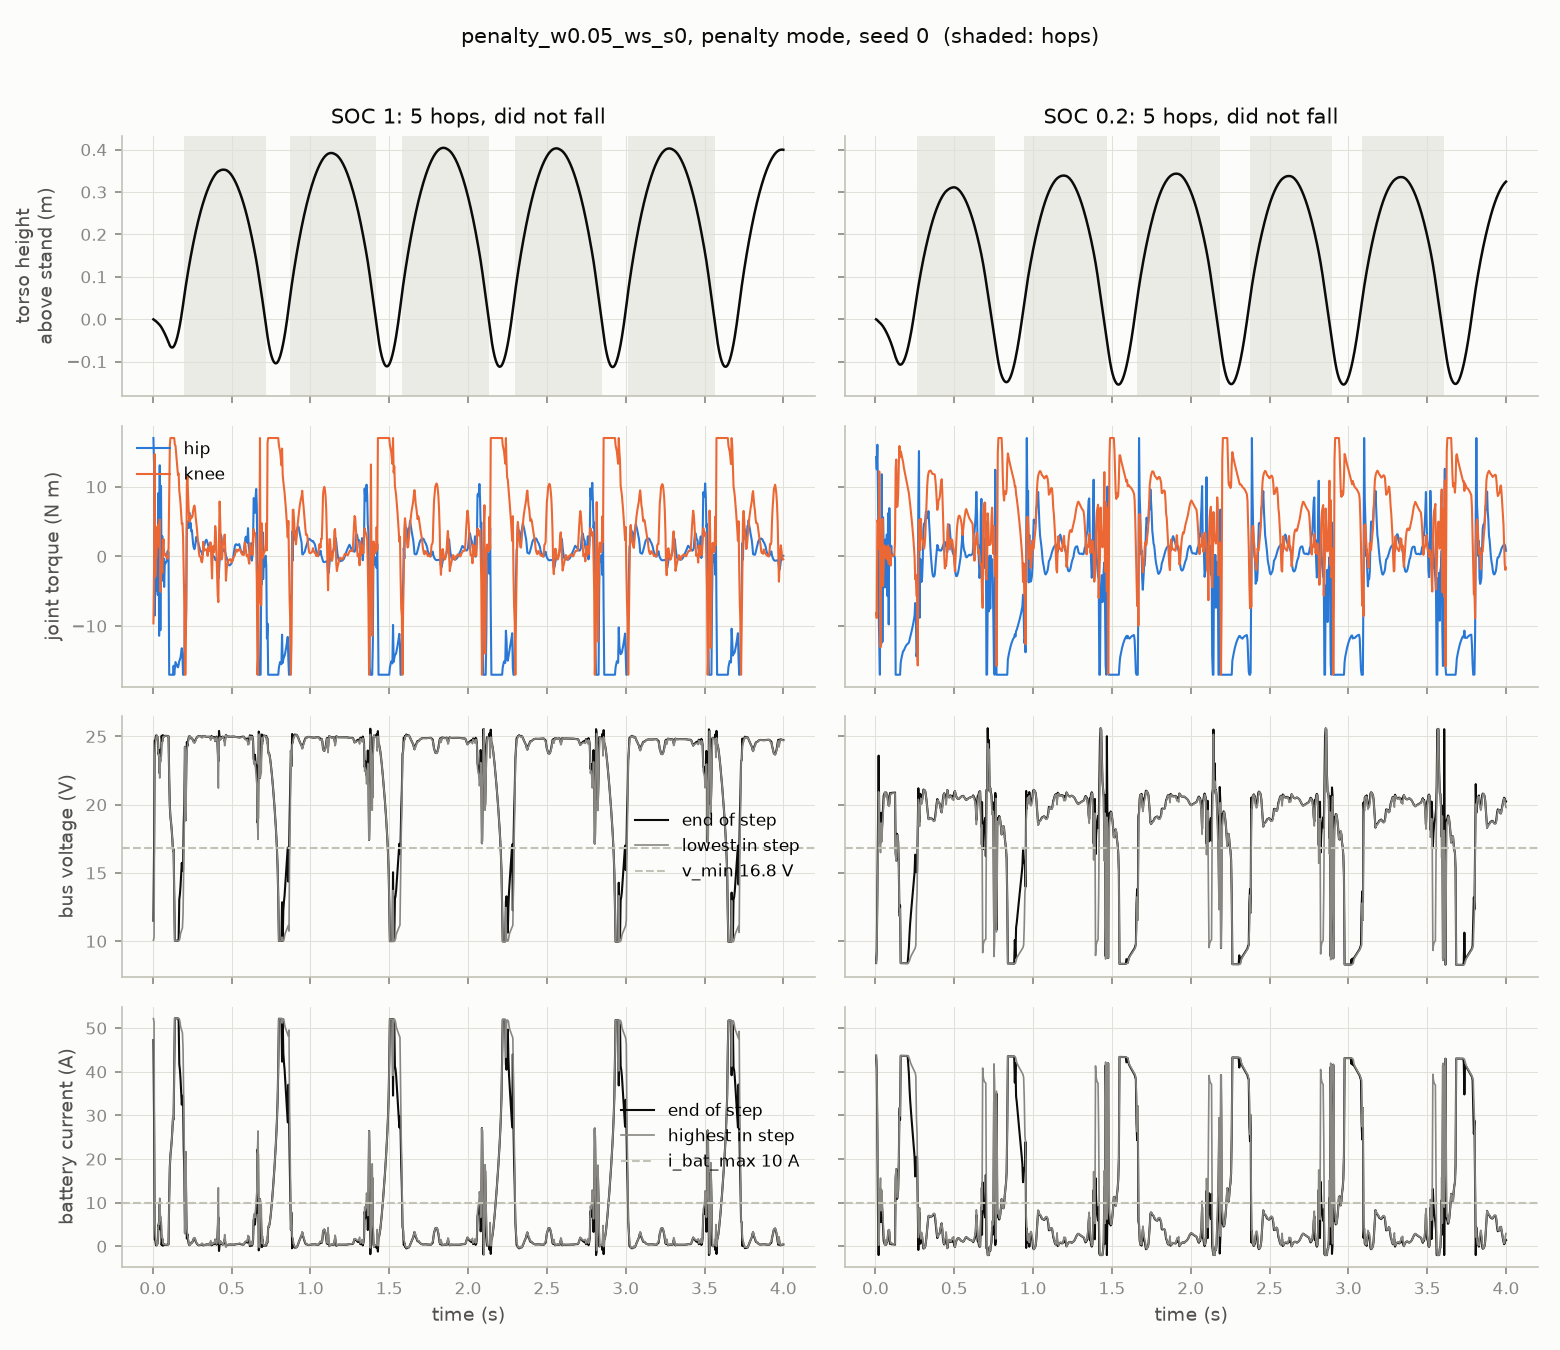 penalty_w0.05_ws_s0, penalty mode, seed 0  (shaded: hops)
SOC 1: 5 hops, did not fall
SOC 0.2: 5 hops, did not fall
torso height
above stand (m)
0.4
0.3
0.2
0.1
0.0
−0.1
joint torque (N m)
10
0
−10
hip
knee
bus voltage (V)
25
20
15
10
end of step
lowest in step
v_min 16.8 V
battery current (A)
50
40
30
20
10
0
end of step
highest in step
i_bat_max 10 A
0.0 0.5 1.0 1.5 2.0 2.5 3.0 3.5 4.0
time (s)
0.0 0.5 1.0 1.5 2.0 2.5 3.0 3.5 4.0
time (s)